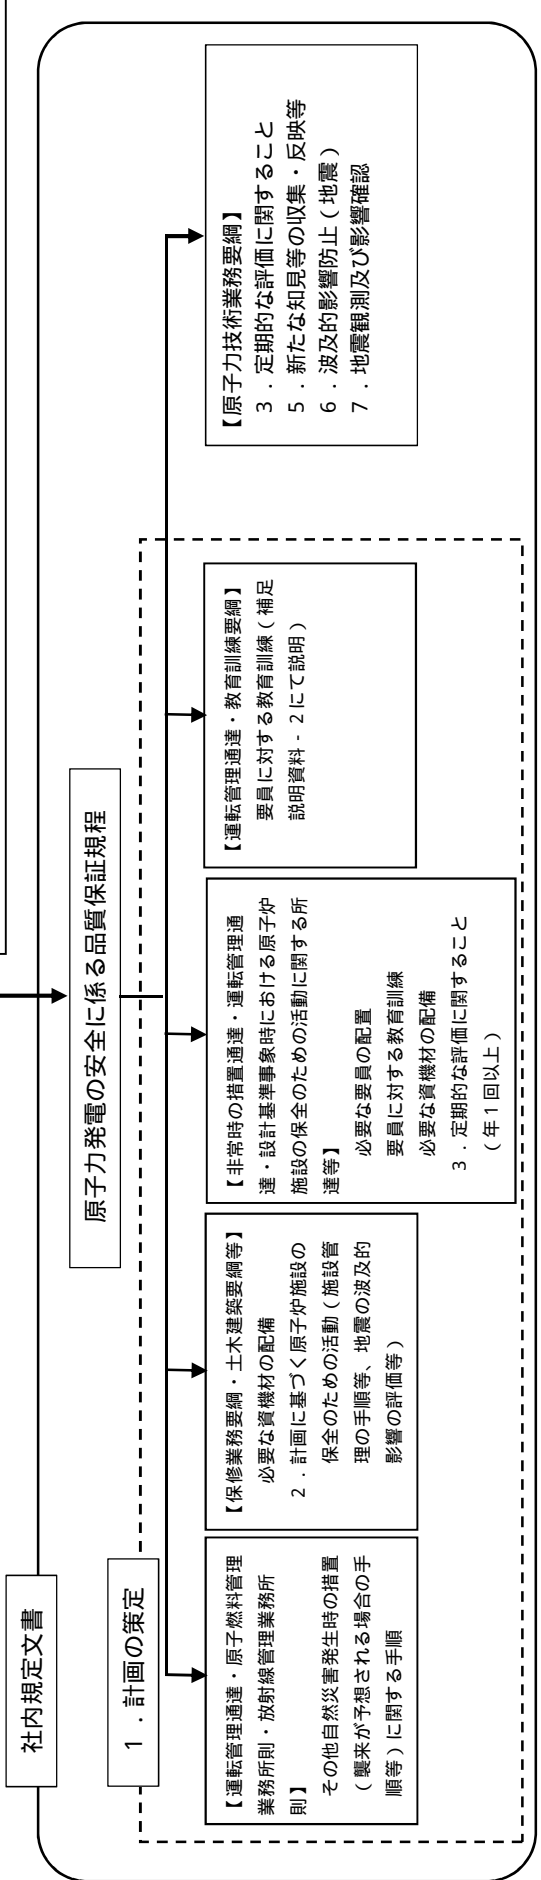 社内規定文書
原子力発電の安全に係る品質保証規程
１．計画の策定
【運転管理通達・原子燃料管理
業務所則・放射線管理業務所
則】
その他自然災害発生時の措置
（襲来が予想される場合の手
順等）に関する手順
【保修業務要綱・土木建築要綱等】
必要な資機材の配備
２．計画に基づく原子炉施設の
保全のための活動（施設管
理の手順等、地震の波及的
影響の評価等）
【非常時の措置通達・運転管理通
達・設計基準事象時における原子炉
施設の保全のための活動に関する所
達等】
必要な要員の配置
要員に対する教育訓練
必要な資機材の配備
３．定期的な評価に関すること
（年１回以上）
【運転管理通達・教育訓練要綱】
要員に対する教育訓練（補足
説明資料－２にて説明）
【原子力技術業務要綱】
３．定期的な評価に関すること
５．新たな知見等の収集・反映等
６．波及的影響防止（地震）
７．地震観測及び影響確認